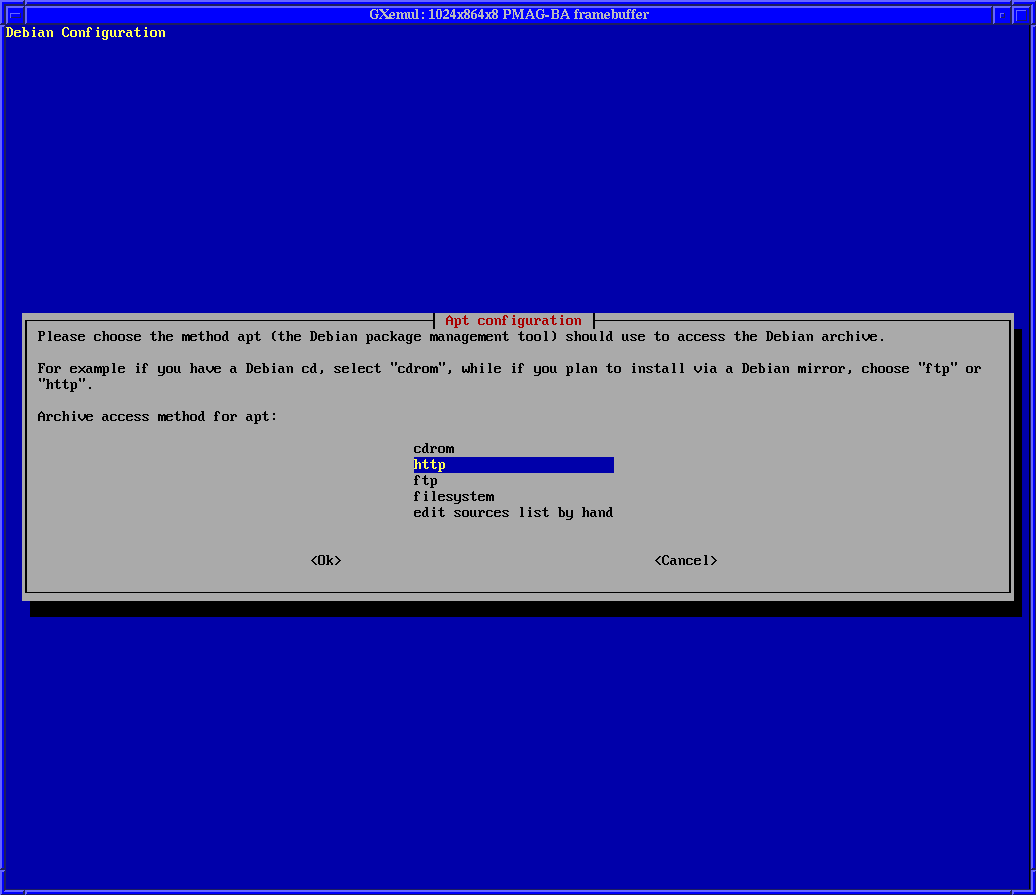 GXemul: 1024x864x8 PMAG-BA framebuffer
Debian Configuration
Apt configuration
Please choose the method apt (the Debian package management tool) should use to access the Debian archive.
For example if you have a Debian cd, select "cdrom", while if you plan to install via a Debian mirror, choose "ftp" or
"http".
Archive access method for apt:
cdrom
http
ftp
filesystem
edit sources list by hand
<Ok> <Cancel>